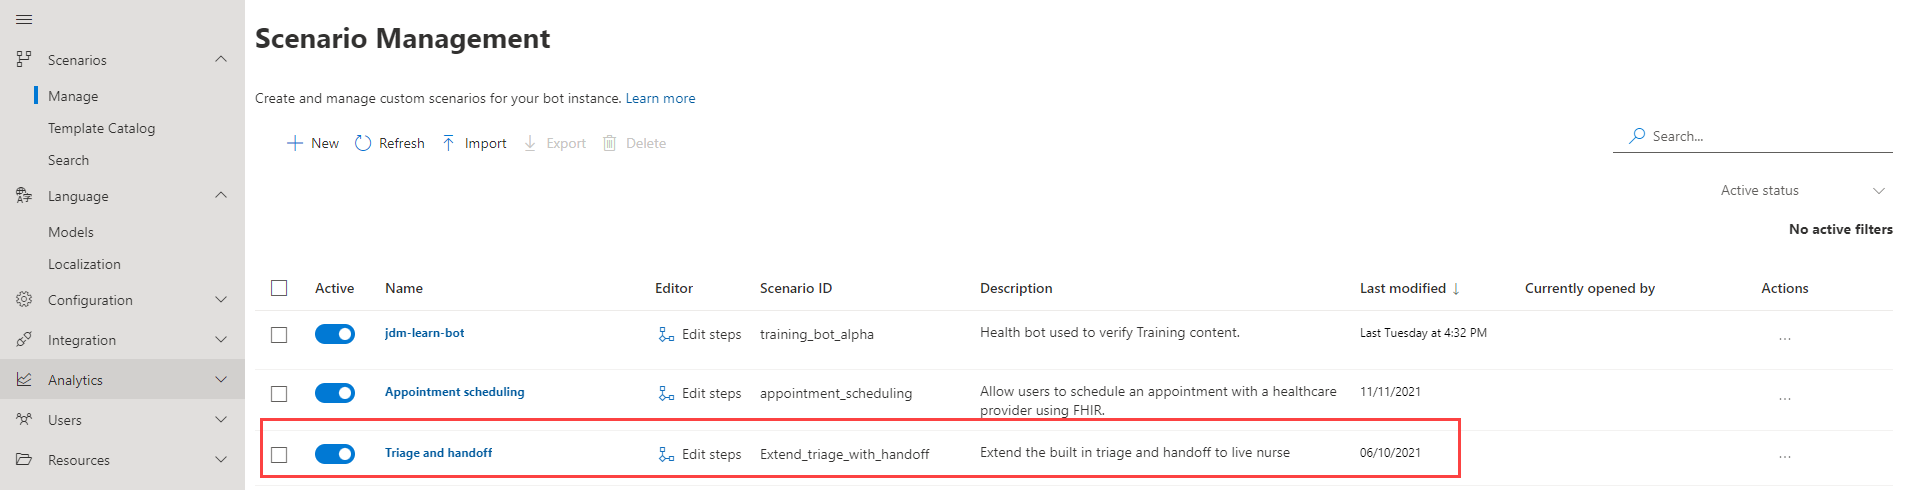 Scenarios
Manage
Template Catalog
Search
Language
Models
Localization
Configuration
Integration
Analytics
Users
Resources
Scenario Management
Create and manage custom scenarios for your bot instance. Learn more
New Refresh Import Export Delete
Search...
Active status
No active filters
Active Name Editor Scenario ID Description Last modified ↓ Currently opened by Actions
jdm-learn-bot Edit steps training_bot_alpha Health bot used to verify Training content. Last Tuesday at 4:32 PM ...
Appointment scheduling Edit steps appointment_scheduling Allow users to schedule an appointment with a healthcare 11/11/2021 ...
provider using FHIR.
Triage and handoff Edit steps Extend_triage_with_handoff Extend the built in triage and handoff to live nurse 06/10/2021 ...